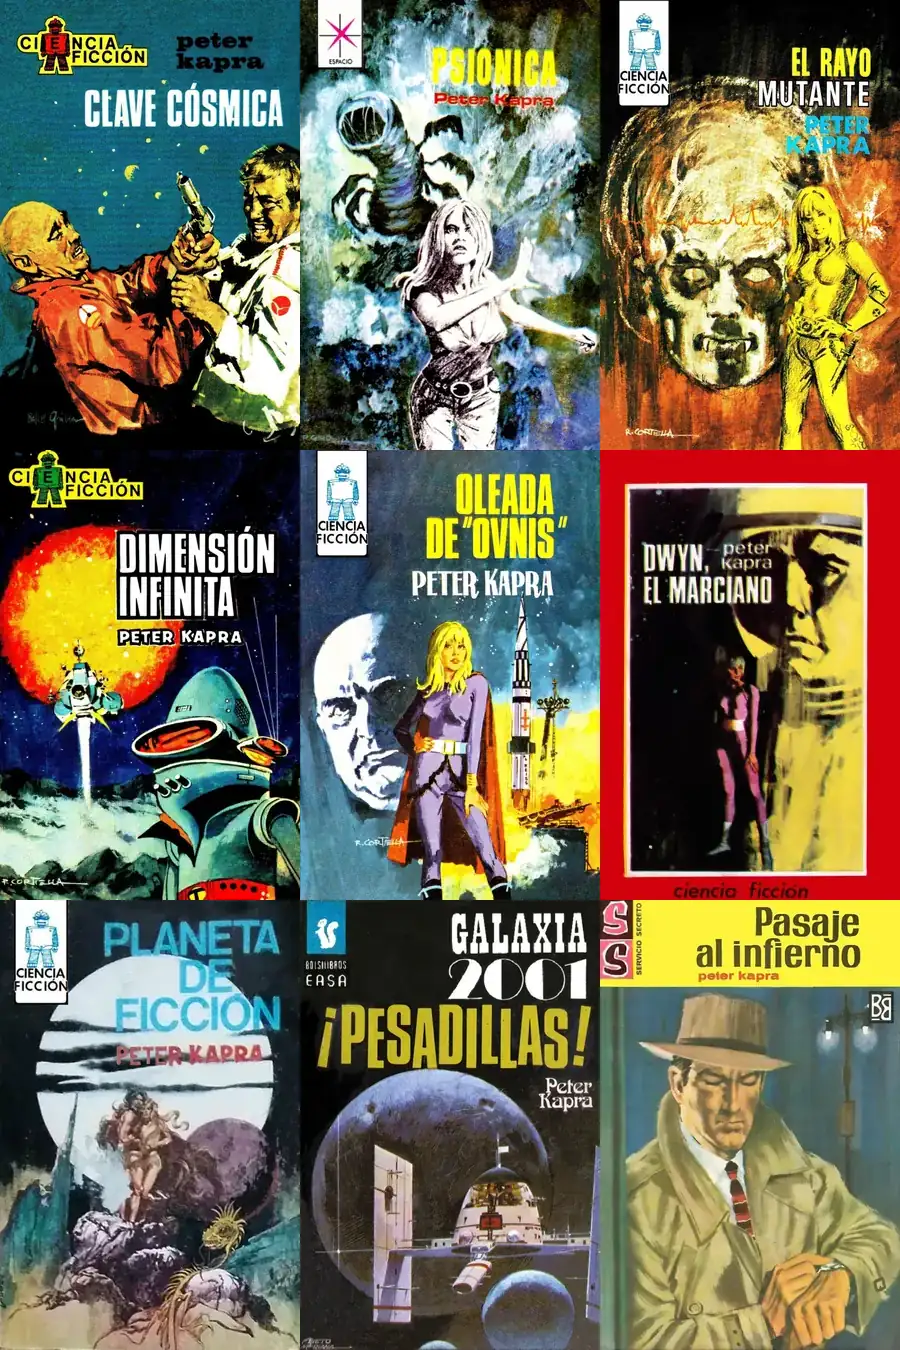 CIENCIA
FICCIÓN
peter
kapra
CLAVE CÓSMICA
ESPACIO
PSIONICA
Peter Kapra
CIENCIA
FICCIÓN
EL RAYO
MUTANTE
PETER
KAPRA
R. CORTIELLA
CIENCIA
FICCIÓN
DIMENSIÓN
INFINITA
PETER KAPRA
R. CORTIELLA
CIENCIA
FICCIÓN
OLEADA
DE "OVNIS"
PETER KAPRA
R. CORTIELLA
DWYN,
EL MARCIANO
peter
kapra
ciencia ficción
CIENCIA
FICCIÓN
PLANETA
DE
FICCIÓN
PETER KAPRA
BOLSILIBROS
EASA
GALAXIA
2001
¡PESADILLAS!
Peter
Kapra
SS
SERVICIO SECRETO
Pasaje
al infierno
peter kapra
BB